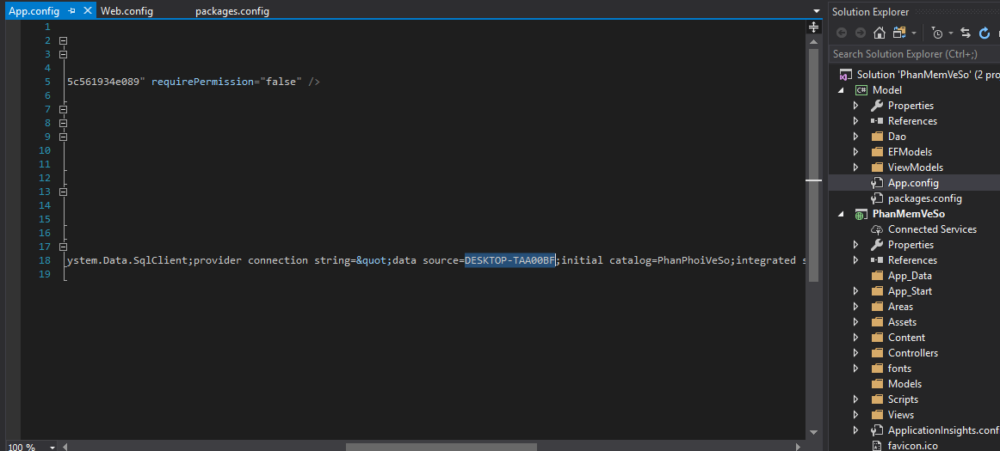 App.config
Web.config
packages.config
1
2
3
4
5
5c561934e089" requirePermission="false" />
6
7
8
9
10
11
12
13
14
15
16
17
18
ystem.Data.SqlClient;provider connection string=&quot;data source=DESKTOP-TAA00BF;initial catalog=PhanPhoiVeSo;integrated s
19
100 %
Solution Explorer
Search Solution Explorer (Ctrl+;)
Solution 'PhanMemVeSo' (2 pro
C# Model
Properties
References
Dao
EFModels
ViewModels
App.config
packages.config
PhanMemVeSo
Connected Services
Properties
References
App_Data
App_Start
Areas
Assets
Content
Controllers
fonts
Models
Scripts
Views
ApplicationInsights.conf
favicon.ico